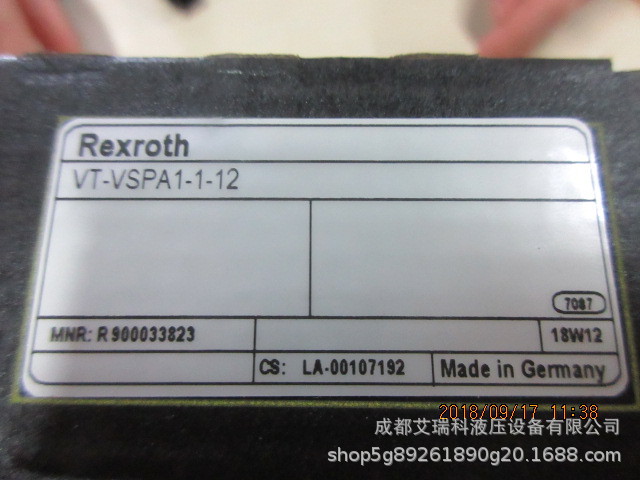 Rexroth
VT-VSPA1-1-12
7087
MNR: R900033823
18W12
CS: LA-00107192
Made in Germany
2018/09/17 11:38
成都艾瑞科液压设备有限公司
shop5g89261890g20.1688.com